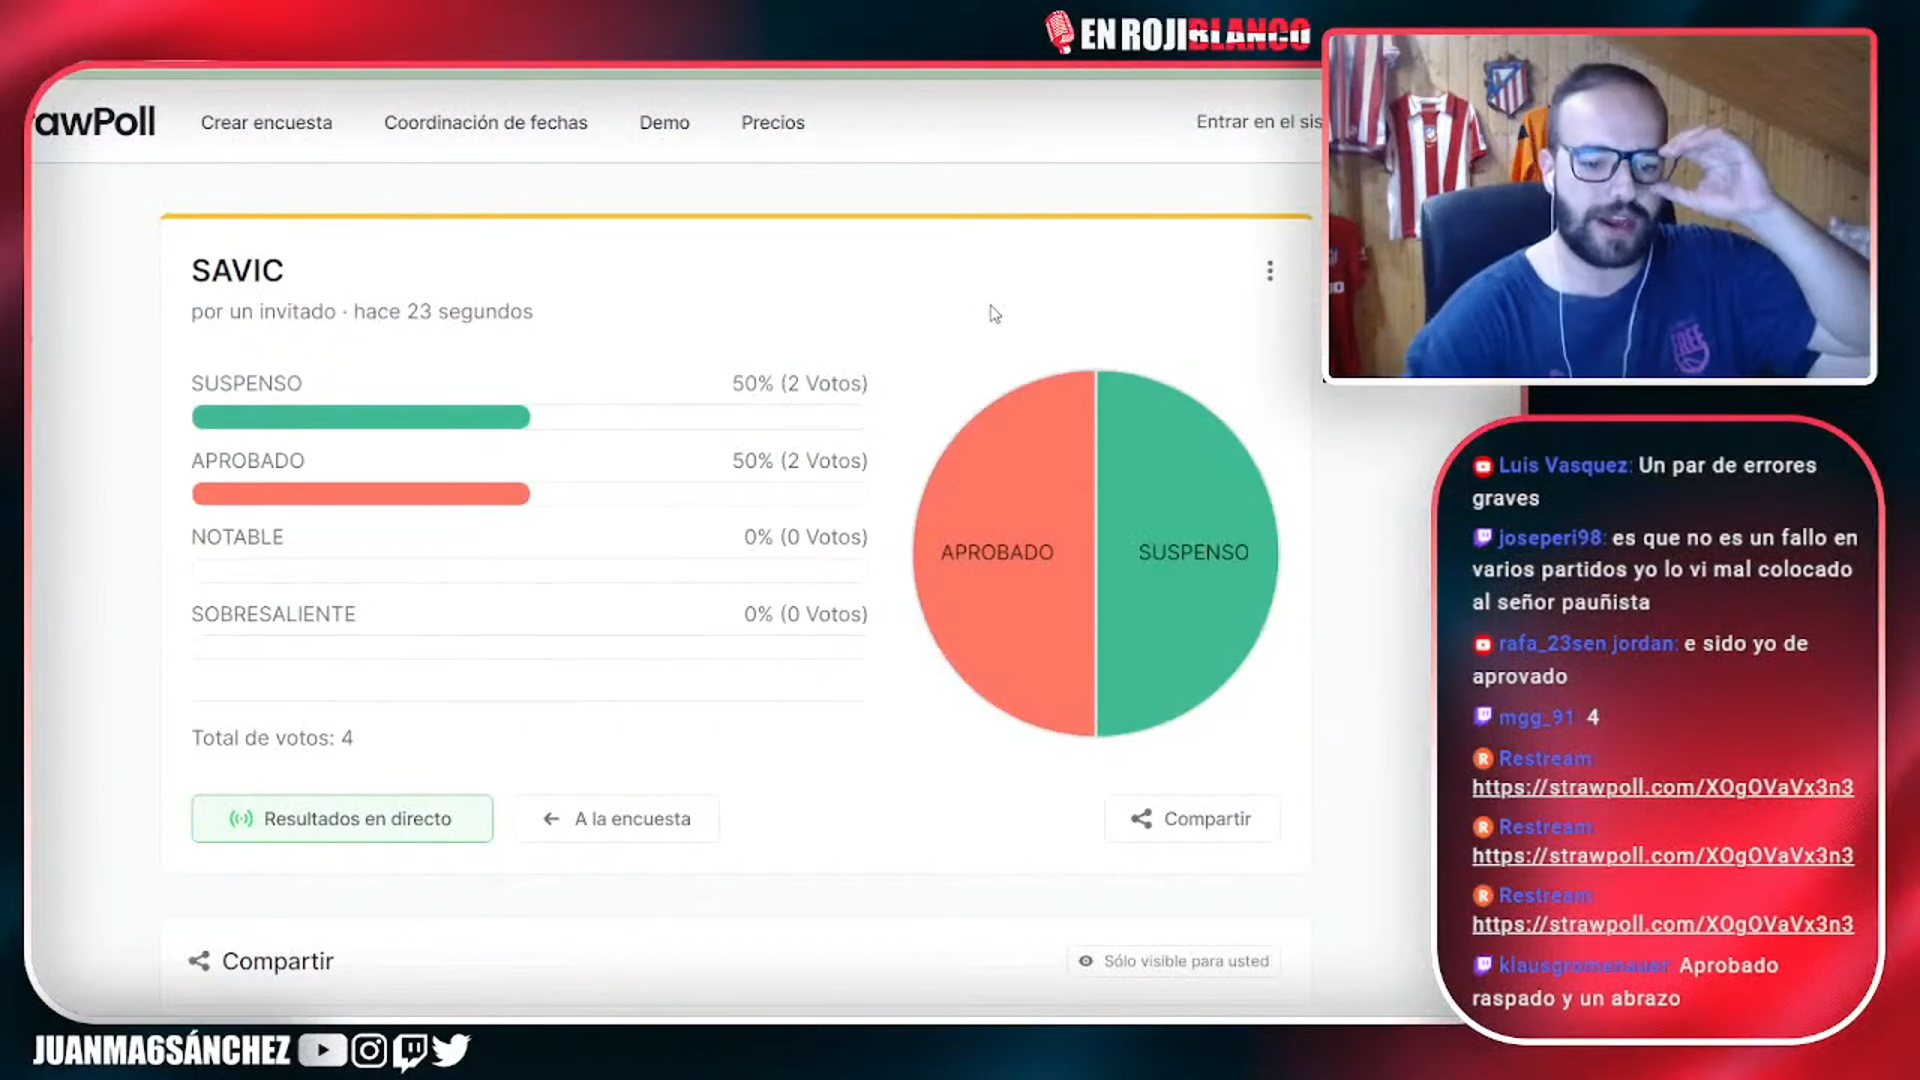 EN ROJIBLANCO
rawPoll
Crear encuesta
Coordinación de fechas
Demo
Precios
Entrar en el sis
SAVIC
por un invitado · hace 23 segundos
SUSPENSO
50% (2 Votos)
APROBADO
50% (2 Votos)
NOTABLE
0% (0 Votos)
SOBRESALIENTE
0% (0 Votos)
APROBADO
SUSPENSO
Total de votos: 4
Resultados en directo
A la encuesta
Compartir
Compartir
Sólo visible para usted
Luis Vasquez: Un par de errores
graves
joseperi98: es que no es un fallo en
varios partidos yo lo vi mal colocado
al señor pauñista
rafa_23sen jordan: e sido yo de
aprovado
mgg_91 4
Restream
https://strawpoll.com/XOgOVaVx3n3
Restream
https://strawpoll.com/XOgOVaVx3n3
Restream
https://strawpoll.com/XOgOVaVx3n3
klausgromenauer Aprobado
raspado y un abrazo
JUANMA6SÁNCHEZ